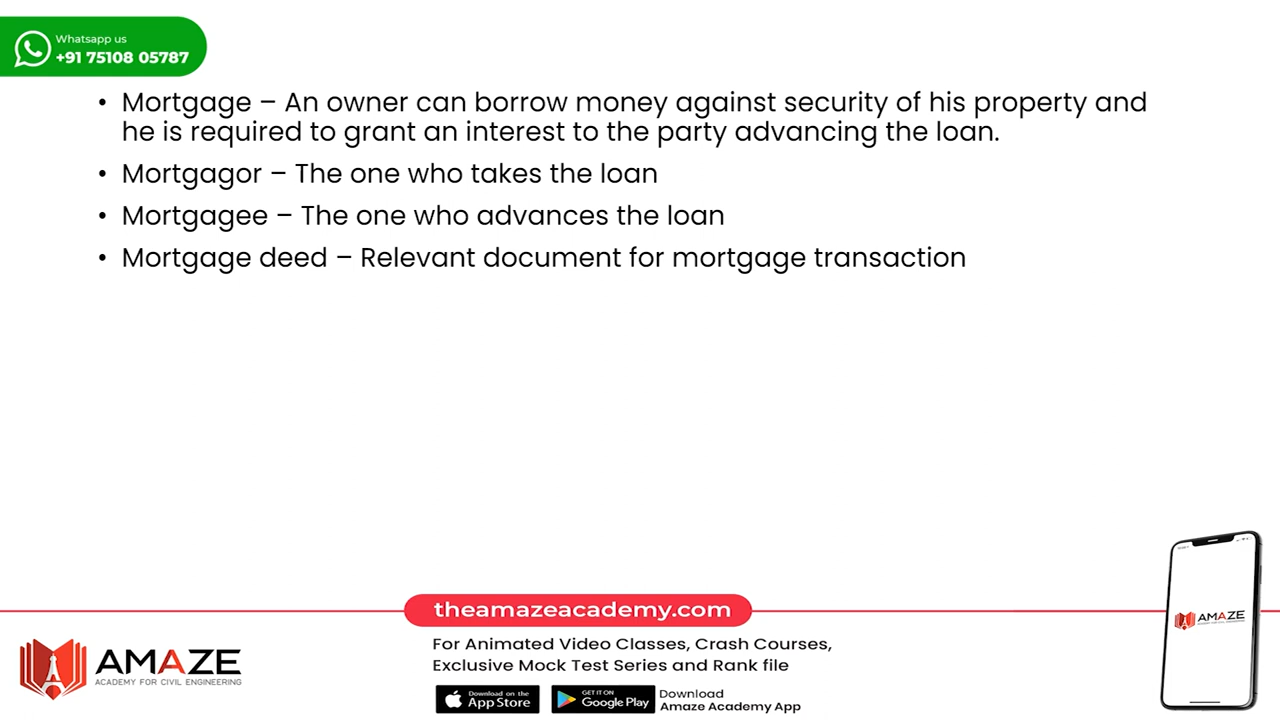 Whatsapp us
+91 75108 05787
• Mortgage – An owner can borrow money against security of his property and
he is required to grant an interest to the party advancing the loan.
• Mortgagor – The one who takes the loan
• Mortgagee – The one who advances the loan
• Mortgage deed – Relevant document for mortgage transaction
theamazeacademy.com
For Animated Video Classes, Crash Courses,
Exclusive Mock Test Series and Rank file
AMAZE
ACADEMY FOR CIVIL ENGINEERING
Download on the
App Store
GET IT ON
Google Play
Download
Amaze Academy App
AMAZE
ACADEMY FOR CIVIL ENGINEERING